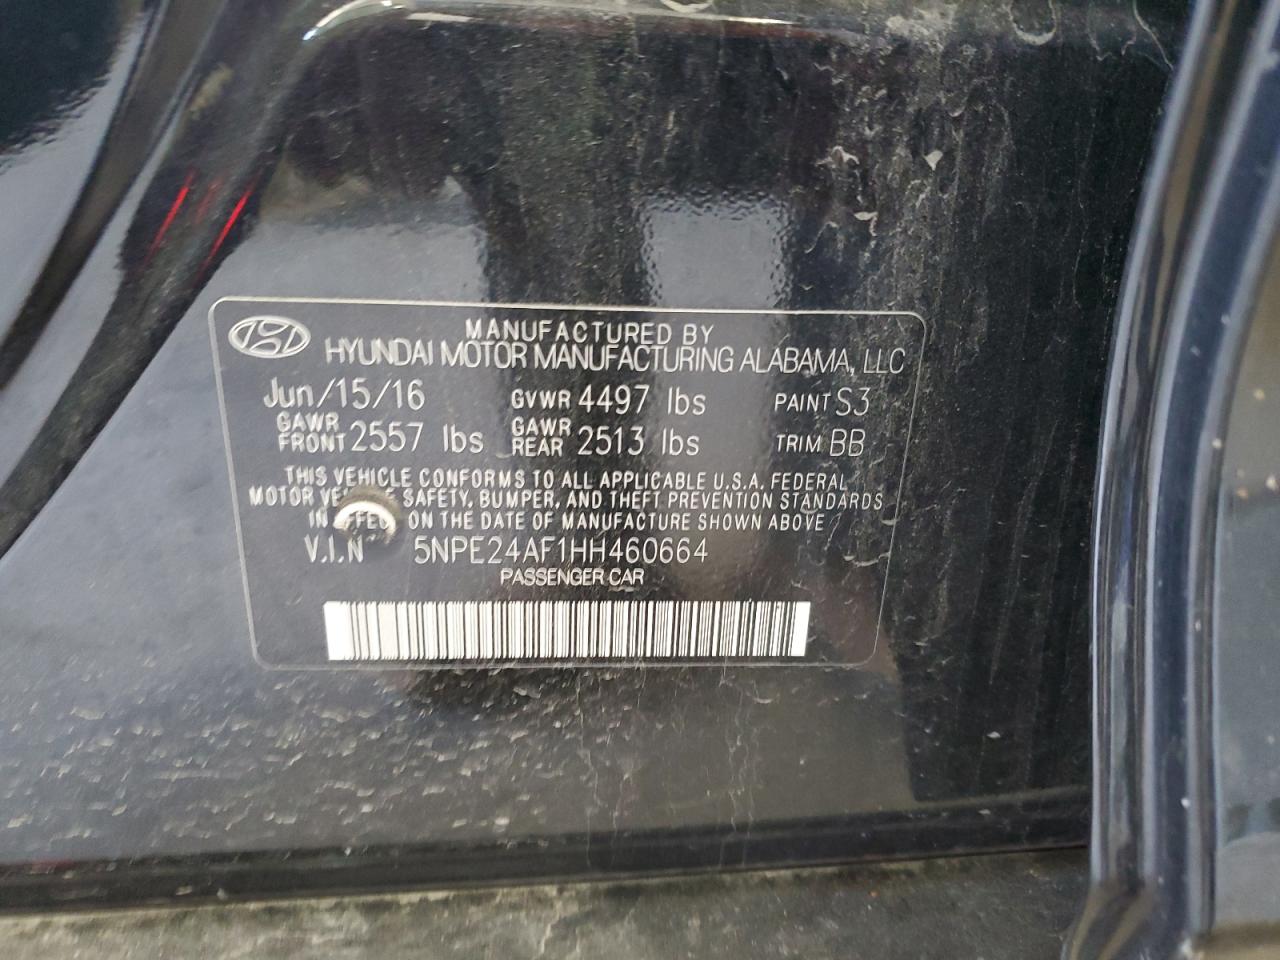 MANUFACTURED BY
HYUNDAI MOTOR MANUFACTURING ALABAMA, LLC
Jun/15/16 GVWR 4497 lbs PAINT S3
GAWR FRONT 2557 lbs GAWR REAR 2513 lbs TRIM BB
THIS VEHICLE CONFORMS TO ALL APPLICABLE U.S.A. FEDERAL
MOTOR SAFETY, BUMPER, AND THEFT PREVENTION STANDARDS
IN ON THE DATE OF MANUFACTURE SHOWN ABOVE
V.I.N 5NPE24AF1HH460664
PASSENGER CAR